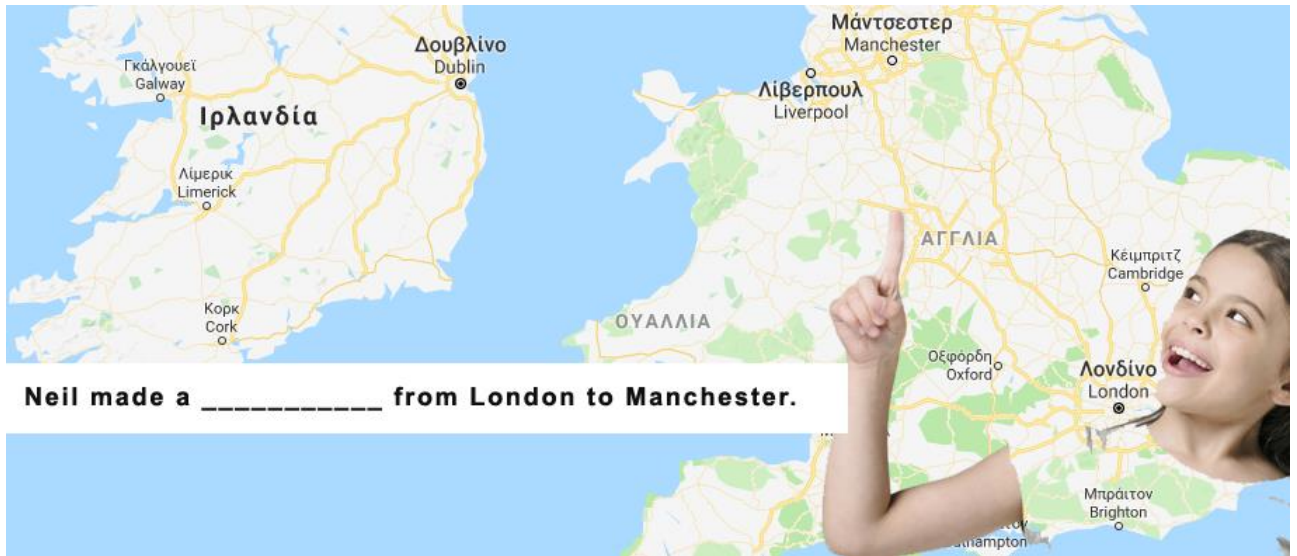 Μάντσεστερ
Manchester
Δουβλίνο
Dublin
Γκάλγουεϊ
Galway
Λίβερπουλ
Liverpool
Ιρλανδία
Λίμερικ
Limerick
ΑΓΓΛΙΑ
Κέιμπριτζ
Cambridge
Κορκ
Cork
ΟΥΑΛΛΙΑ
Οξφόρδη
Oxford
Λονδίνο
London
Neil made a ___________ from London to Manchester.
Μπράιτον
Brighton